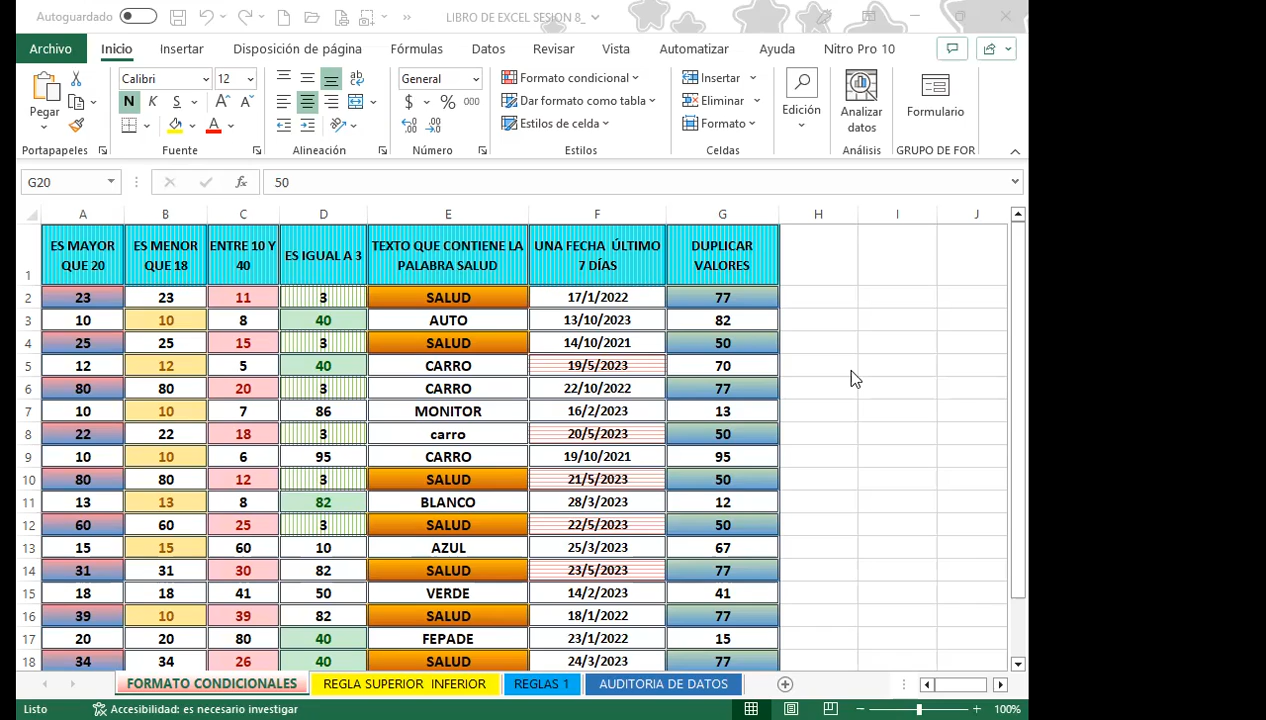 Autoguardado LIBRO DE EXCEL SESION 8_
Archivo Inicio Insertar Disposición de página Fórmulas Datos Revisar Vista Automatizar Ayuda Nitro Pro 10
Pegar
Calibri 12
N K S
General
$ % 000
Formato condicional
Dar formato como tabla
Estilos de celda
Insertar
Eliminar
Formato
Edición
Analizar datos
Formulario
Portapapeles Fuente Alineación Número Estilos Celdas Análisis GRUPO DE FOR
G20 fx 50
A B C D E F G H I J
1 ES MAYOR QUE 20 ES MENOR QUE 18 ENTRE 10 Y 40 ES IGUAL A 3 TEXTO QUE CONTIENE LA PALABRA SALUD UNA FECHA ÚLTIMO 7 DÍAS DUPLICAR VALORES
2 23 23 11 3 SALUD 17/1/2022 77
3 10 10 8 40 AUTO 13/10/2023 82
4 25 25 15 3 SALUD 14/10/2021 50
5 12 12 5 40 CARRO 19/5/2023 70
6 80 80 20 3 CARRO 22/10/2022 77
7 10 10 7 86 MONITOR 16/2/2023 13
8 22 22 18 3 carro 20/5/2023 50
9 10 10 6 95 CARRO 19/10/2021 95
10 80 80 12 3 SALUD 21/5/2023 50
11 13 13 8 82 BLANCO 28/3/2023 12
12 60 60 25 3 SALUD 22/5/2023 50
13 15 15 60 10 AZUL 25/3/2023 67
14 31 31 30 82 SALUD 23/5/2023 77
15 18 18 41 50 VERDE 14/2/2023 41
16 39 10 39 82 SALUD 18/1/2022 77
17 20 20 80 40 FEPADE 23/1/2022 15
18 34 34 26 40 SALUD 24/3/2023 77
FORMATO CONDICIONALES REGLA SUPERIOR INFERIOR REGLAS 1 AUDITORIA DE DATOS
Listo Accesibilidad: es necesario investigar 100%